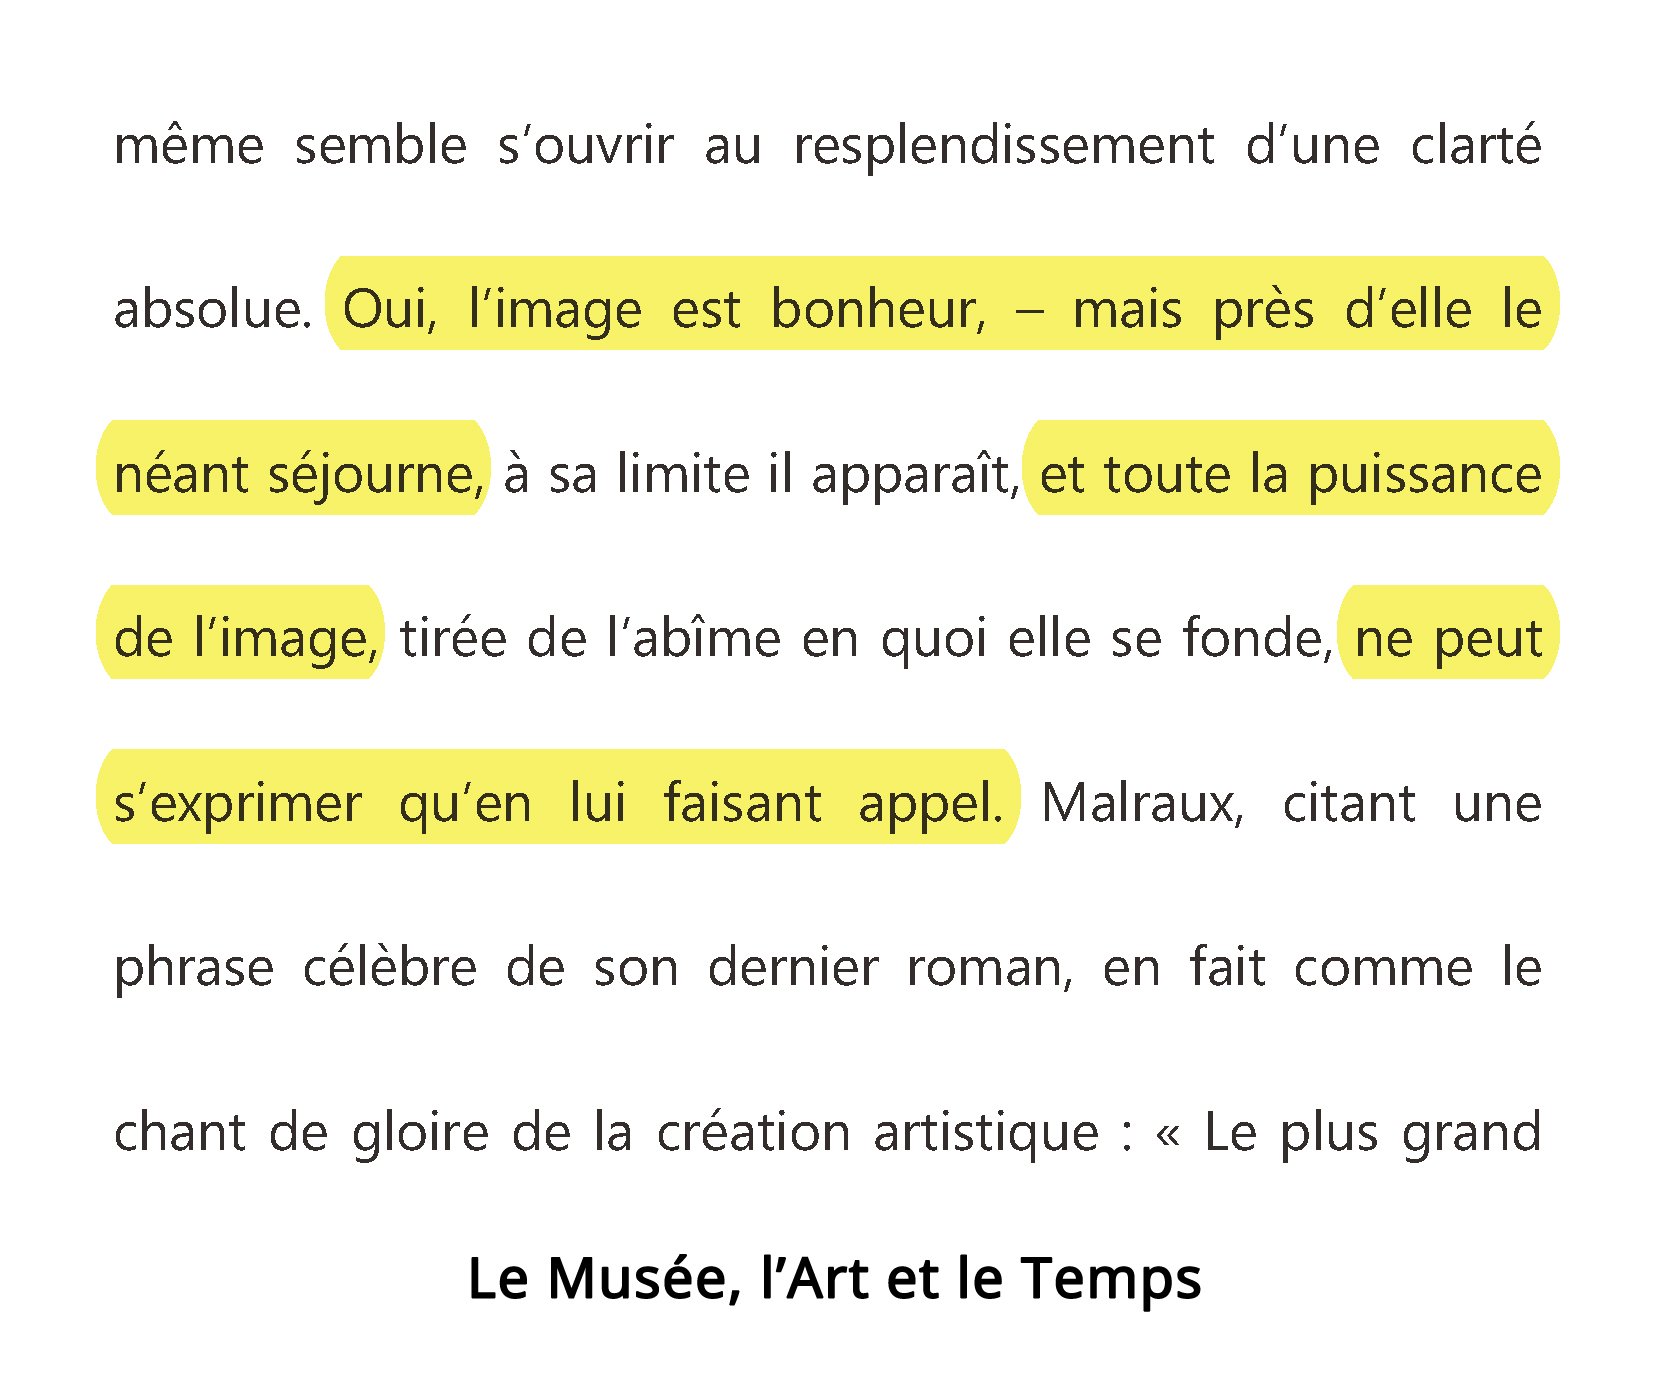 même semble s’ouvrir au resplendissement d’une clarté
absolue. Oui, l’image est bonheur, – mais près d’elle le
néant séjourne, à sa limite il apparaît, et toute la puissance
de l’image, tirée de l’abîme en quoi elle se fonde, ne peut
s’exprimer qu’en lui faisant appel. Malraux, citant une
phrase célèbre de son dernier roman, en fait comme le
chant de gloire de la création artistique : « Le plus grand
Le Musée, l’Art et le Temps